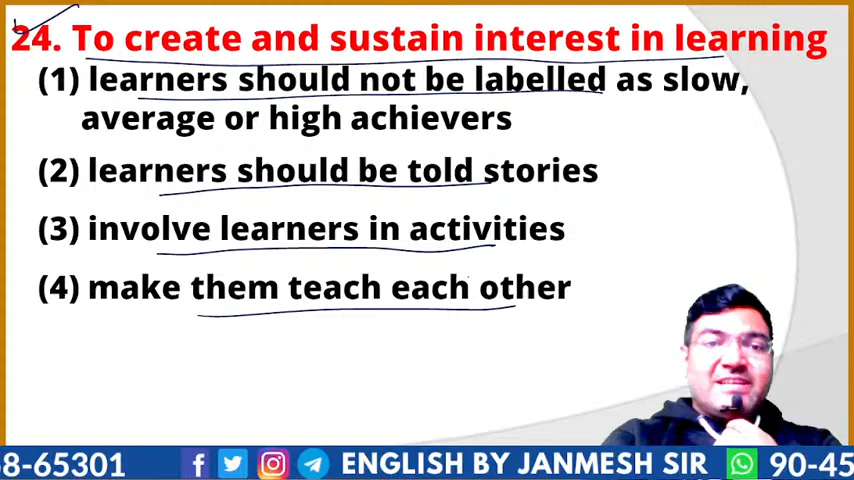 24. To create and sustain interest in learning
(1) learners should not be labelled as slow,
average or high achievers
(2) learners should be told stories
(3) involve learners in activities
(4) make them teach each other
8-65301 ENGLISH BY JANMESH SIR 90-45